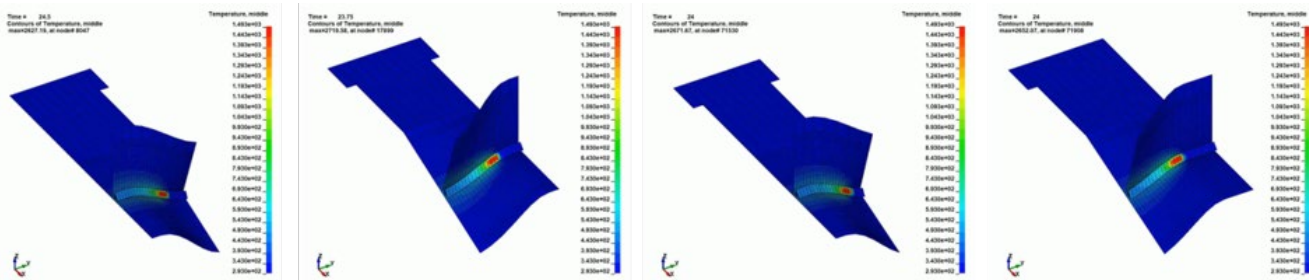 Time = 24.5
Contours of Temperature, middle
max=2627.19, at node# 8047
Temperature, middle
1.493e+03
1.443e+03
1.393e+03
1.343e+03
1.293e+03
1.243e+03
1.193e+03
1.143e+03
1.093e+03
1.043e+03
9.930e+02
9.430e+02
8.930e+02
8.430e+02
7.930e+02
7.430e+02
6.930e+02
6.430e+02
5.930e+02
5.430e+02
4.930e+02
4.430e+02
3.930e+02
3.430e+02
2.930e+02
Time = 23.75
Contours of Temperature, middle
Temperature, middle
1.493e+03
1.443e+03
1.393e+03
1.343e+03
1.293e+03
1.243e+03
1.193e+03
1.143e+03
1.093e+03
1.043e+03
9.930e+02
9.430e+02
8.930e+02
8.430e+02
7.930e+02
7.430e+02
6.930e+02
6.430e+02
5.930e+02
5.430e+02
4.930e+02
4.430e+02
3.930e+02
3.430e+02
2.930e+02
Time = 24
Contours of Temperature, middle
max=2671.67, at node# 71530
Temperature, middle
1.493e+03
1.443e+03
1.393e+03
1.343e+03
1.293e+03
1.243e+03
1.193e+03
1.143e+03
1.093e+03
1.043e+03
9.930e+02
9.430e+02
8.930e+02
8.430e+02
7.930e+02
7.430e+02
6.930e+02
6.430e+02
5.930e+02
5.430e+02
4.930e+02
4.430e+02
3.930e+02
3.430e+02
2.930e+02
Time = 24
Contours of Temperature, middle
Temperature, middle
1.493e+03
1.443e+03
1.393e+03
1.343e+03
1.293e+03
1.243e+03
1.193e+03
1.143e+03
1.093e+03
1.043e+03
9.930e+02
9.430e+02
8.930e+02
8.430e+02
7.930e+02
7.430e+02
6.930e+02
6.430e+02
5.930e+02
5.430e+02
4.930e+02
4.430e+02
3.930e+02
3.430e+02
2.930e+02